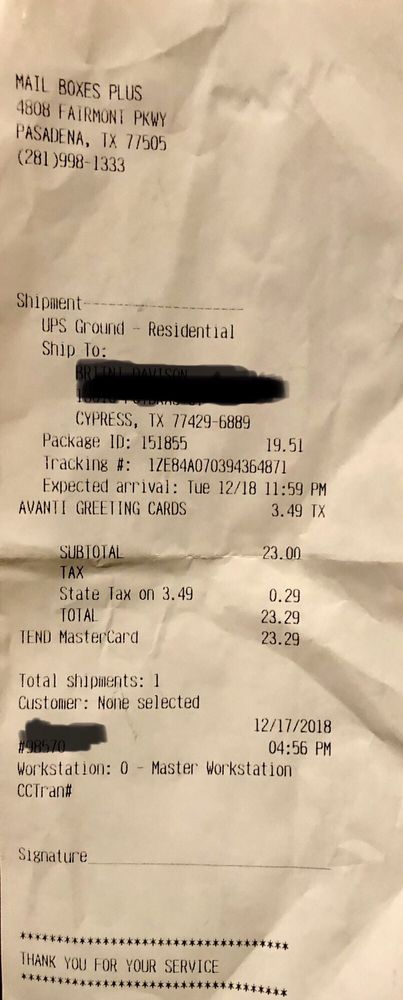 MAIL BOXES PLUS
4808 FAIRMONT PKWY
PASADENA, TX 77505
(281)998-1333
Shipment
UPS Ground - Residential
Ship To:
CYPRESS, TX 77429-6889
Package ID: 151855 19.51
Tracking #: 1ZE84A070394364871
Expected arrival: Tue 12/18 11:59 PM
AVANTI GREETING CARDS 3.49 TX
SUBTOTAL 23.00
TAX
State Tax on 3.49 0.29
TOTAL 23.29
TEND MasterCard 23.29
Total shipments: 1
Customer: None selected
12/17/2018
04:56 PM
Workstation: 0 - Master Workstation
CCTran#
Signature
**********************************
THANK YOU FOR YOUR SERVICE
**********************************